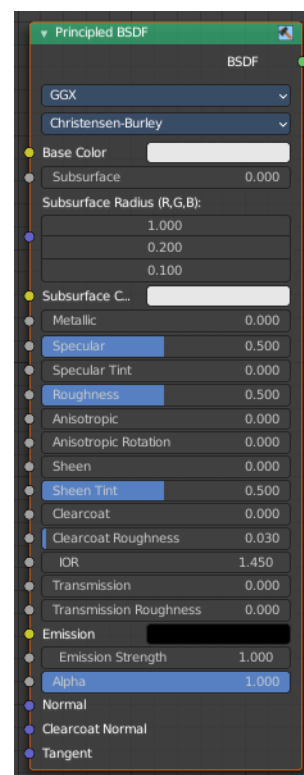 Principled BSDF
BSDF
GGX
Christensen-Burley
Base Color
Subsurface 0.000
Subsurface Radius (R,G,B):
1.000
0.200
0.100
Subsurface C...
Metallic 0.000
Specular 0.500
Specular Tint 0.000
Roughness 0.500
Anisotropic 0.000
Anisotropic Rotation 0.000
Sheen 0.000
Sheen Tint 0.500
Clearcoat 0.000
Clearcoat Roughness 0.030
IOR 1.450
Transmission 0.000
Transmission Roughness 0.000
Emission
Emission Strength 1.000
Alpha 1.000
Normal
Clearcoat Normal
Tangent